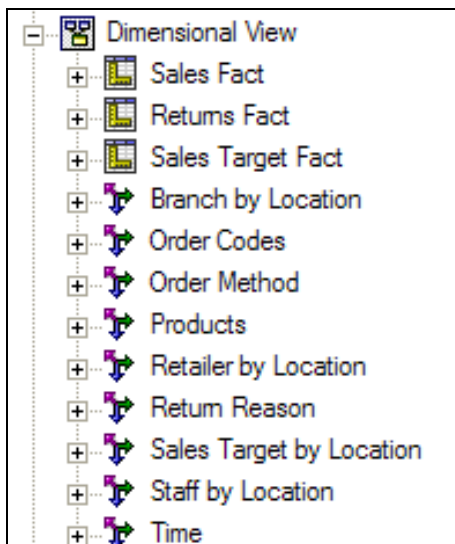 Dimensional View
Sales Fact
Returns Fact
Sales Target Fact
Branch by Location
Order Codes
Order Method
Products
Retailer by Location
Return Reason
Sales Target by Location
Staff by Location
Time